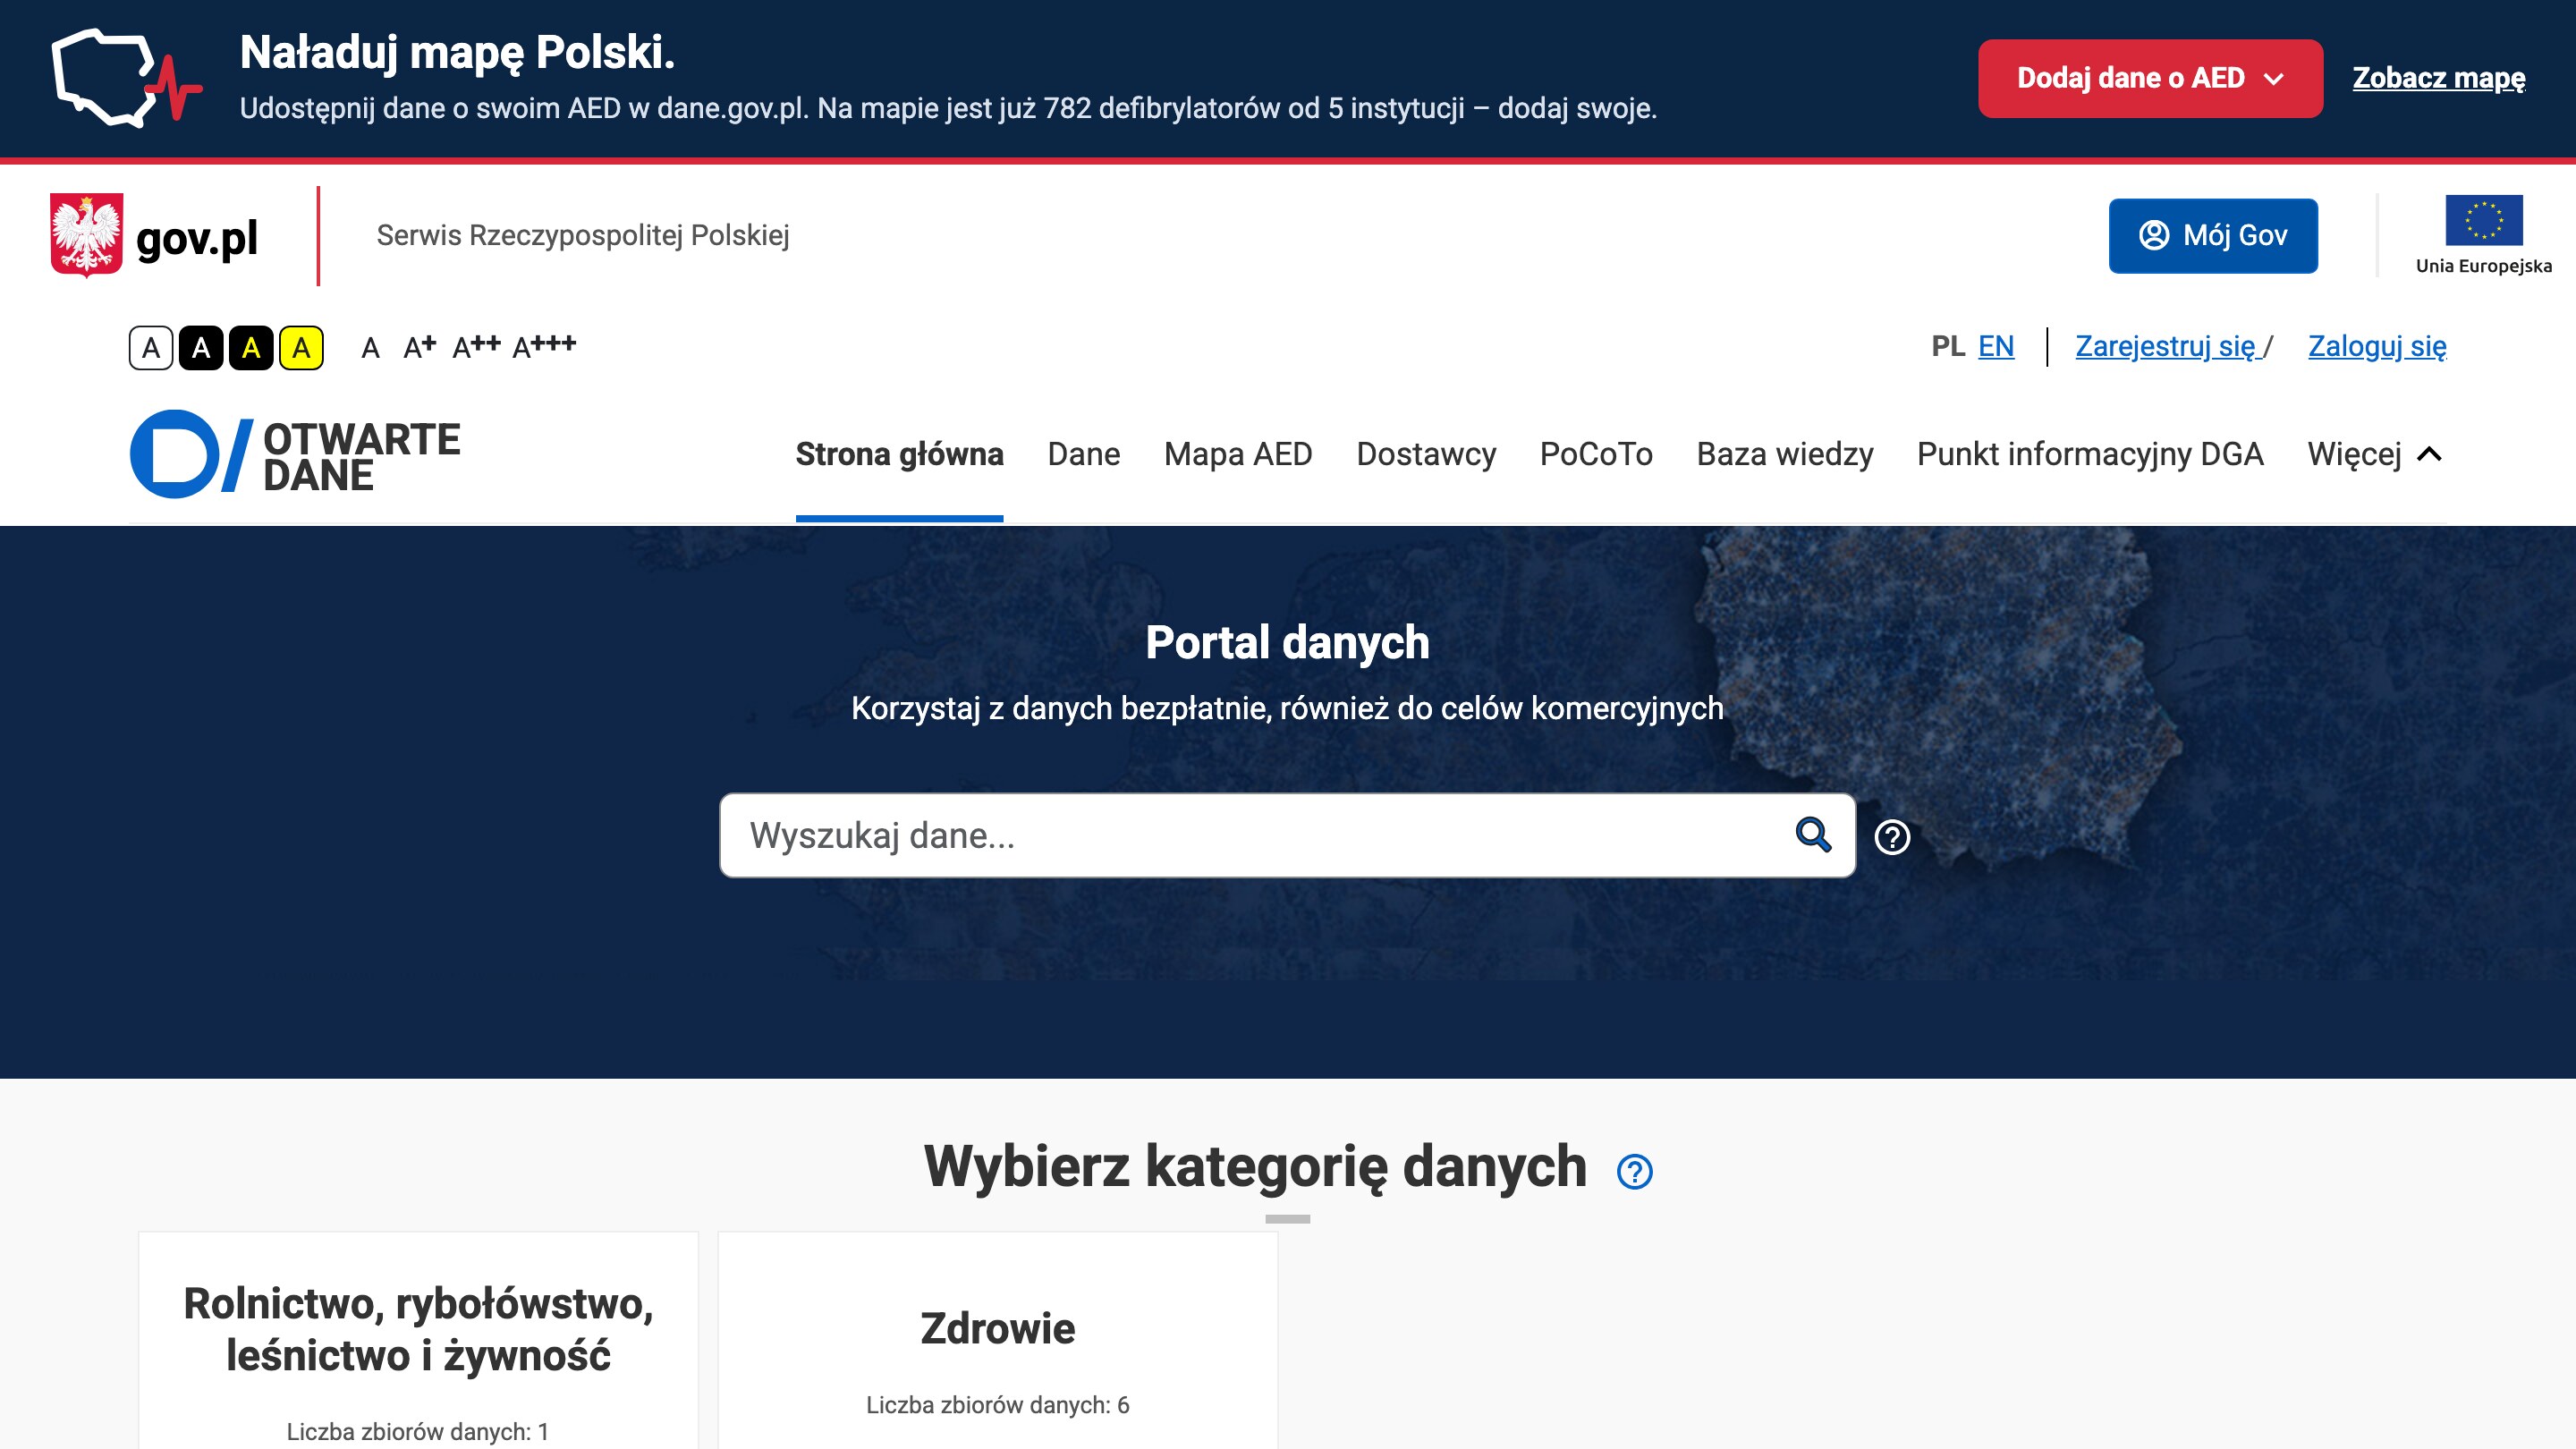 Naładuj mapę Polski.
Udostępnij dane o swoim AED w dane.gov.pl. Na mapie jest już 782 defibrylatorów od 5 instytucji – dodaj swoje.
Dodaj dane o AED
Zobacz mapę
gov.pl
Serwis Rzeczypospolitej Polskiej
Mój Gov
Unia Europejska
A A A A A A+ A++ A+++
PL EN
Zarejestruj się / Zaloguj się
OTWARTE
DANE
Strona główna Dane Mapa AED Dostawcy PoCoTo Baza wiedzy Punkt informacyjny DGA Więcej
Portal danych
Korzystaj z danych bezpłatnie, również do celów komercyjnych
Wyszukaj dane...
Wybierz kategorię danych
Rolnictwo, rybołówstwo,
leśnictwo i żywność
Liczba zbiorów danych: 1
Zdrowie
Liczba zbiorów danych: 6